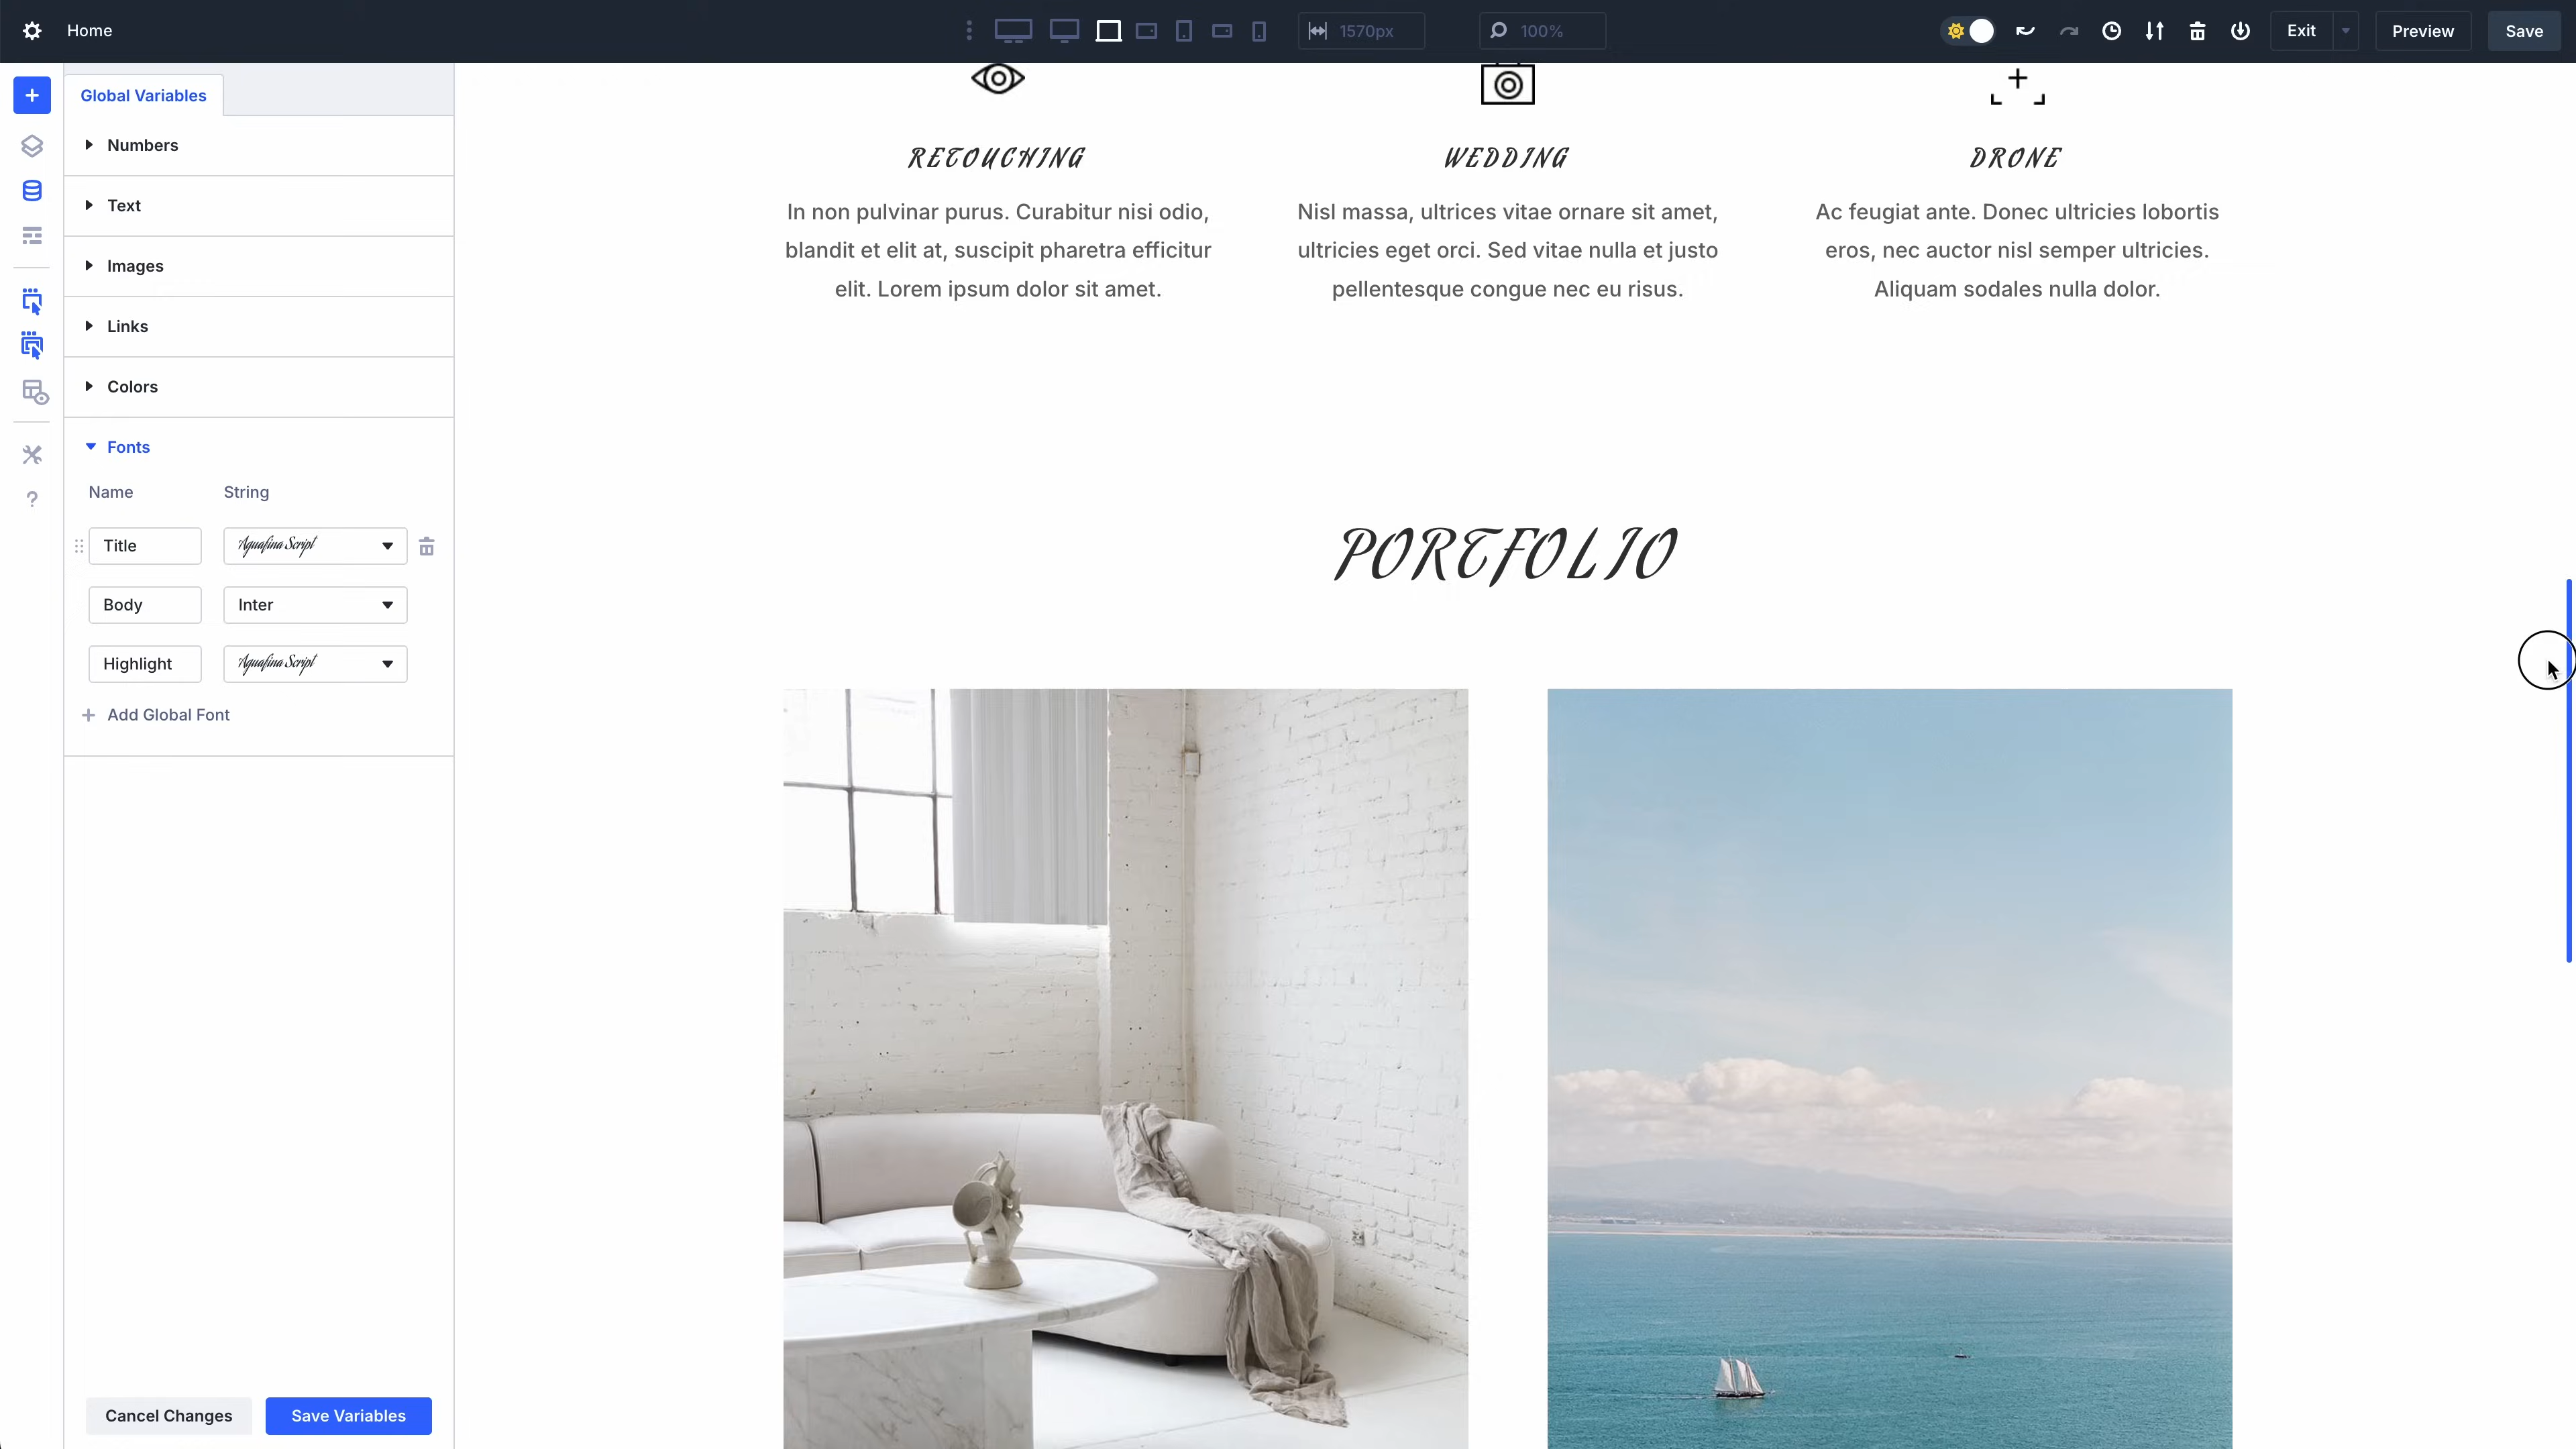 Home
1570px
100%
Exit
Preview
Save
Global Variables
Numbers
Text
Images
Links
Colors
Fonts
Name String
Title Aguafina Script
Body Inter
Highlight Aguafina Script
Add Global Font
Cancel Changes
Save Variables
RETOUCHING
In non pulvinar purus. Curabitur nisi odio,
blandit et elit at, suscipit pharetra efficitur
elit. Lorem ipsum dolor sit amet.
WEDDING
Nisl massa, ultrices vitae ornare sit amet,
ultricies eget orci. Sed vitae nulla et justo
pellentesque congue nec eu risus.
DRONE
Ac feugiat ante. Donec ultricies lobortis
eros, nec auctor nisl semper ultricies.
Aliquam sodales nulla dolor.
PORTFOLIO